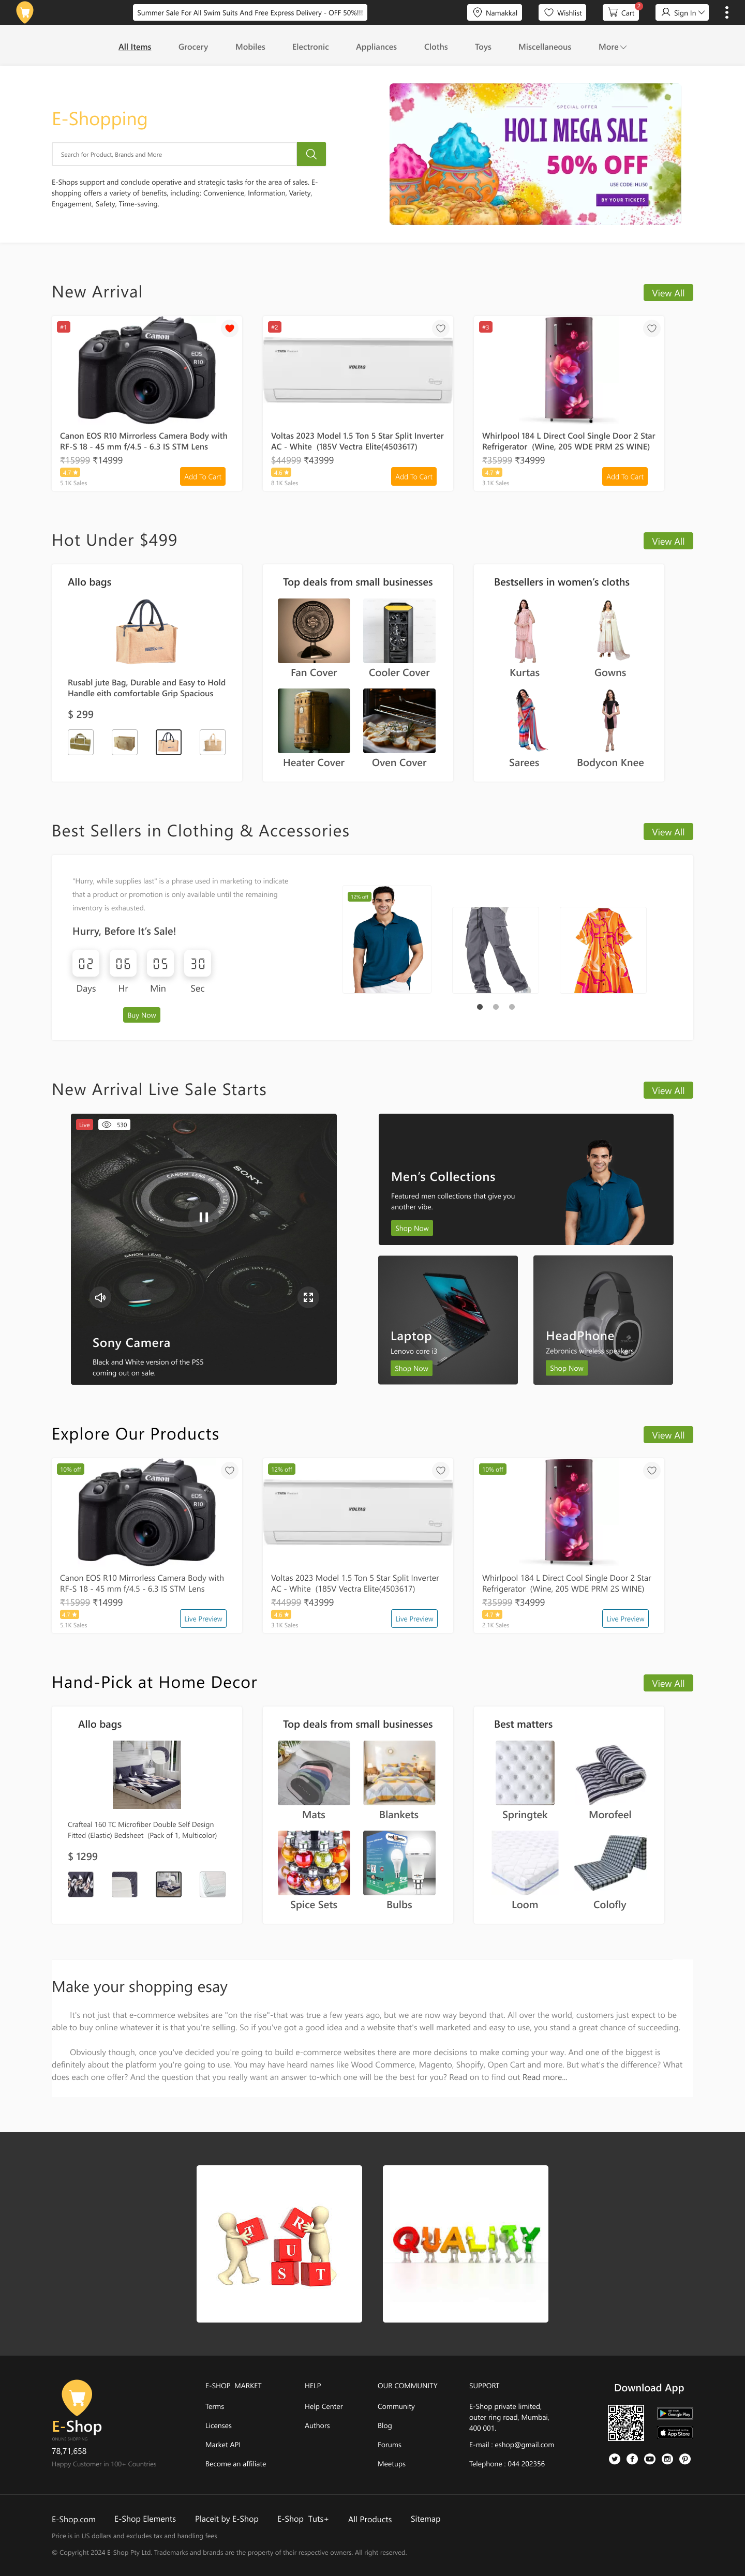 Summer Sale For All Swim Suits And Free Express Delivery - OFF 50%!!!
Namakkal
Wishlist
Cart
2
Sign In
All Items
Grocery
Mobiles
Electronic
Appliances
Cloths
Toys
Miscellaneous
More
E-Shopping
Search for Product, Brands and More
E-Shops support and conclude operative and strategic tasks for the area of sales. E-
shopping offers a variety of benefits, including: Convenience, Information, Variety,
Engagement, Safety, Time-saving.
SPECIAL OFFER
HOLI MEGA SALE
50% OFF
USE CODE: HLI50
BY YOUR TICKETS
New Arrival
View All
#1
Canon
EOS
R10
Canon EOS R10 Mirrorless Camera Body with
RF-S 18 - 45 mm f/4.5 - 6.3 IS STM Lens
₹15999 ₹14999
4.7
5.1K Sales
Add To Cart
#2
VOLTAS
Voltas 2023 Model 1.5 Ton 5 Star Split Inverter
AC - White (185V Vectra Elite(4503617)
₹44999 ₹43999
4.6
8.1K Sales
Add To Cart
#3
Whirlpool 184 L Direct Cool Single Door 2 Star
Refrigerator (Wine, 205 WDE PRM 2S WINE)
₹35999 ₹34999
4.7
3.1K Sales
Add To Cart
Hot Under $499
View All
Allo bags
Rusabl jute Bag, Durable and Easy to Hold
Handle eith comfortable Grip Spacious
$ 299
Top deals from small businesses
Fan Cover
Cooler Cover
Heater Cover
Oven Cover
Bestsellers in women's cloths
Kurtas
Gowns
Sarees
Bodycon Knee
Best Sellers in Clothing & Accessories
View All
"Hurry, while supplies last" is a phrase used in marketing to indicate
that a product or promotion is only available until the remaining
inventory is exhausted.
Hurry, Before It's Sale!
02
06
05
30
Days
Hr
Min
Sec
Buy Now
12% off
New Arrival Live Sale Starts
View All
Live
530
SONY
Sony Camera
Black and White version of the PS5
coming out on sale.
Men's Collections
Featured men collections that give you
another vibe.
Shop Now
Laptop
Lenovo core i3
Shop Now
HeadPhone
Zebronics wireless speakers
Shop Now
Explore Our Products
View All
10% off
Canon
EOS
R10
Canon EOS R10 Mirrorless Camera Body with
RF-S 18 - 45 mm f/4.5 - 6.3 IS STM Lens
₹15999 ₹14999
4.7
5.1K Sales
Live Preview
12% off
VOLTAS
Voltas 2023 Model 1.5 Ton 5 Star Split Inverter
AC - White (185V Vectra Elite(4503617)
₹44999 ₹43999
4.6
3.1K Sales
Live Preview
10% off
Whirlpool 184 L Direct Cool Single Door 2 Star
Refrigerator (Wine, 205 WDE PRM 2S WINE)
₹35999 ₹34999
4.7
2.1K Sales
Live Preview
Hand-Pick at Home Decor
View All
Allo bags
Crafteal 160 TC Microfiber Double Self Design
Fitted (Elastic) Bedsheet (Pack of 1, Multicolor)
$ 1299
Top deals from small businesses
Mats
Blankets
Spice Sets
Bulbs
Best matters
Springtek
Morofeel
Loom
Colofly
Make your shopping esay
It's not just that e-commerce websites are "on the rise"-that was true a few years ago, but we are now way beyond that. All over the world, customers just expect to be
able to buy online whatever it is that you're selling. So if you've got a good idea and a website that's well marketed and easy to use, you stand a great chance of succeeding.
Obviously though, once you've decided you're going to build e-commerce websites there are more decisions to make coming your way. And one of the biggest is
definitely about the platform you're going to use. You may have heard names like Wood Commerce, Magento, Shopify, Open Cart and more. But what's the difference? What
does each one offer? And the question that you really want an answer to-which one will be the best for you? Read on to find out Read more...
TRUST
QUALITY
E-Shop
ONLINE SHOPPING
78,71,658
Happy Customer in 100+ Countries
E-SHOP MARKET
Terms
Licenses
Market API
Become an affiliate
HELP
Help Center
Authors
OUR COMMUNITY
Community
Blog
Forums
Meetups
SUPPORT
E-Shop private limited,
outer ring road, Mumbai,
400 001.
E-mail : eshop@gmail.com
Telephone : 044 202356
Download App
Google Play
App Store
E-Shop.com
E-Shop Elements
Placeit by E-Shop
E-Shop Tuts+
All Products
Sitemap
Price is in US dollars and excludes tax and handling fees
© Copyright 2024 E-Shop Pty Ltd. Trademarks and brands are the property of their respective owners. All right reserved.